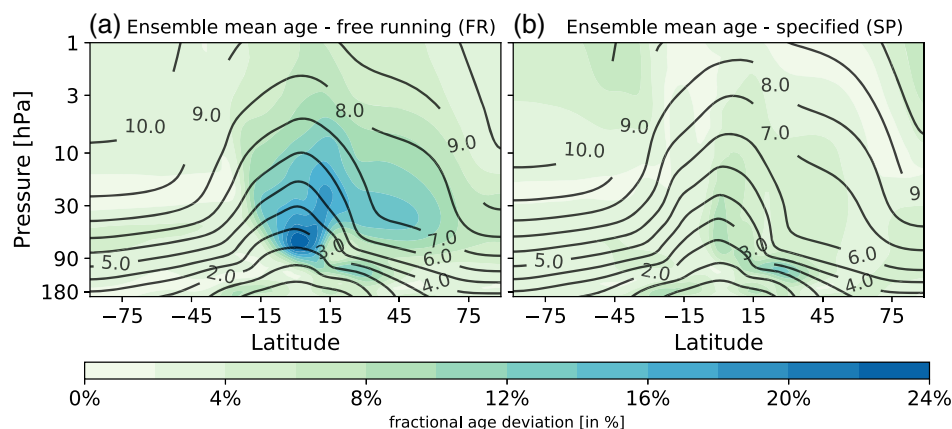 (a) Ensemble mean age - free running (FR)
(b) Ensemble mean age - specified (SP)
Pressure [hPa]
1
3
10
30
90
180
10.0
9.0
8.0
9.0
7.0
6.0
5.0
3.0
2.0
4.0
10.0
9.0
8.0
7.0
9
6.0
5.0
3.0
2.0
4.0
−75 −45 −15 15 45 75
−75 −45 −15 15 45 75
Latitude
Latitude
0% 4% 8% 12% 16% 20% 24%
fractional age deviation [in %]